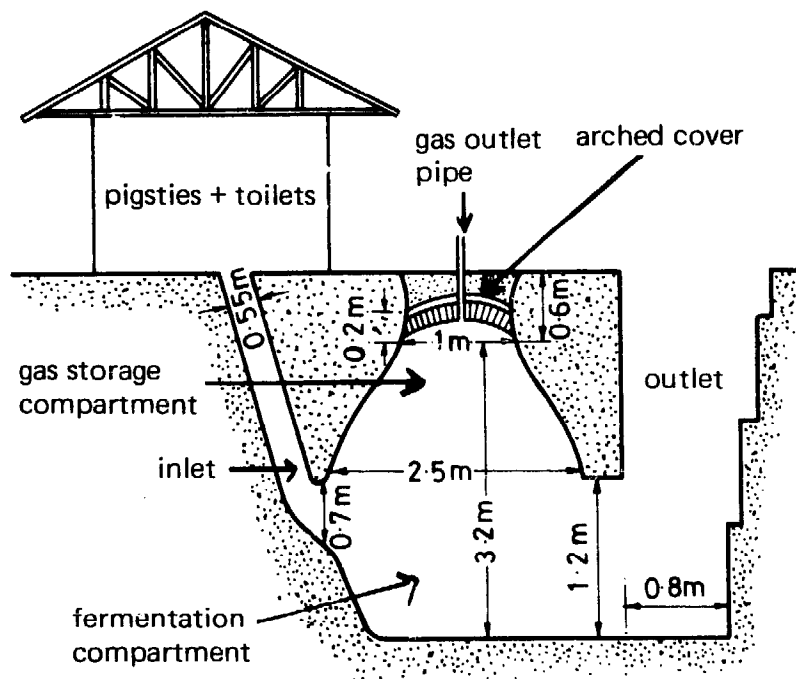 gas outlet
pipe
arched cover
pigsties + toilets
0·55m
0·2m
1m
0·6m
gas storage
compartment
outlet
inlet
2·5m
0·7m
3·2m
1·2m
0·8m
fermentation
compartment